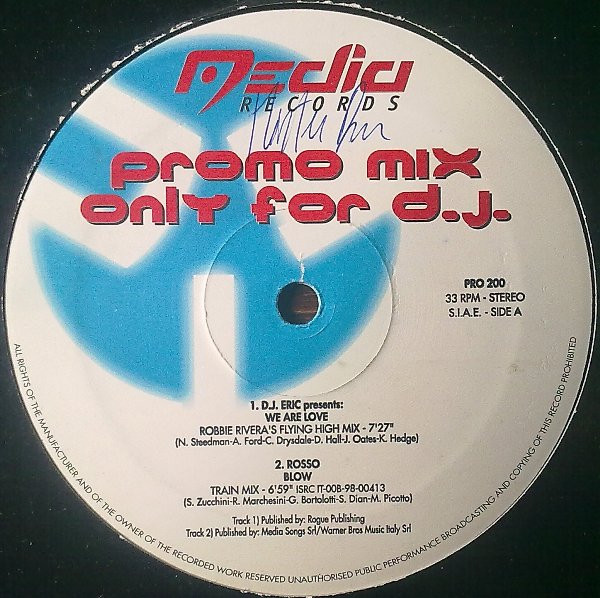 Media
RECORDS
PROMO MIX
ONLY FOR D.J.
PRO 200
33 RPM - STEREO
S.I.A.E. - SIDE A
1. D.J. ERIC presents:
WE ARE LOVE
ROBBIE RIVERA'S FLYING HIGH MIX - 7'27"
(N. Steedman-A. Ford-C. Drysdale-D. Hall-J. Oates-K. Hedge)
2. ROSSO
BLOW
TRAIN MIX - 6'59" ISRC IT-00B-98-00413
(S. Zucchini-R. Marchesini-G. Bortolotti-S. Dian-M. Picotto)
Track 1) Published by: Rogue Publishing
Track 2) Published by: Media Songs Srl/Warner Bros Music Italy Srl
ALL RIGHTS OF THE MANUFACTURER AND OF THE OWNER OF THE RECORDED WORK RESERVED UNAUTHORISED PUBLIC PERFORMANCE BROADCASTING AND COPYING OF THIS RECORD PROHIBITED